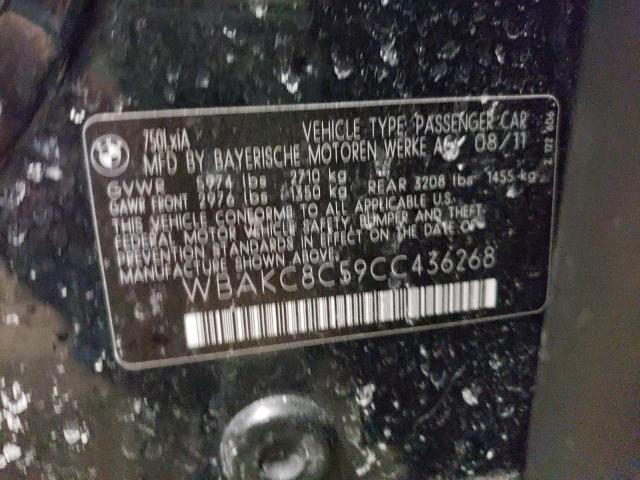 750LxiA VEHICLE TYPE: PASSENGER CAR
MFD BY BAYERISCHE MOTOREN WERKE AG 08/11
GVWR 5974 lbs 2710 kg
GAWR FRONT 2976 lbs 1350 kg REAR 3208 lbs 1455 kg
THIS VEHICLE CONFORMS TO ALL APPLICABLE U.S.
FEDERAL MOTOR VEHICLE SAFETY, BUMPER AND THEFT
PREVENTION STANDARDS IN EFFECT ON THE DATE OF
MANUFACTURE SHOWN ABOVE.
WBAKC8C59CC436268